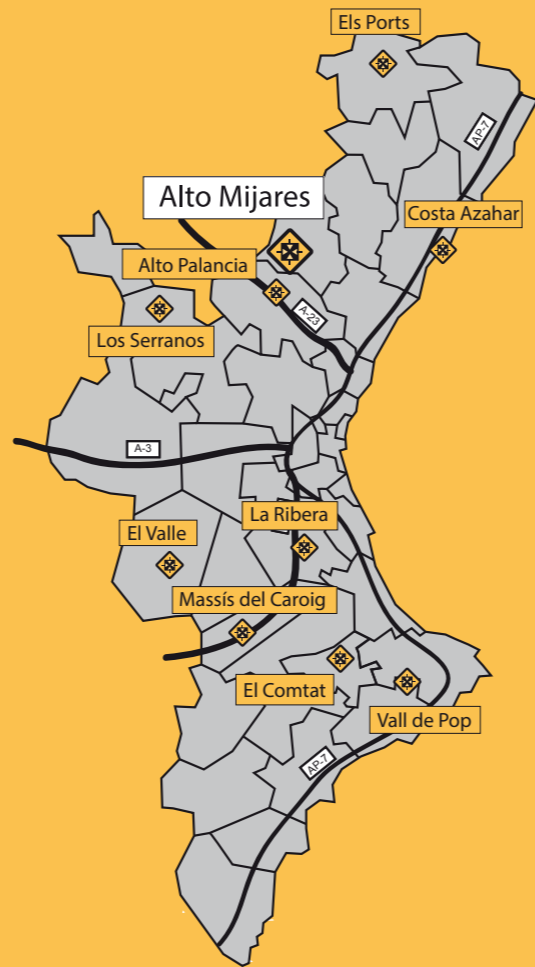 Els Ports
AP-7
Alto Mijares
Costa Azahar
Alto Palancia
A-23
Los Serranos
A-3
La Ribera
El Valle
Massís del Caroig
El Comtat
Vall de Pop
AP-7